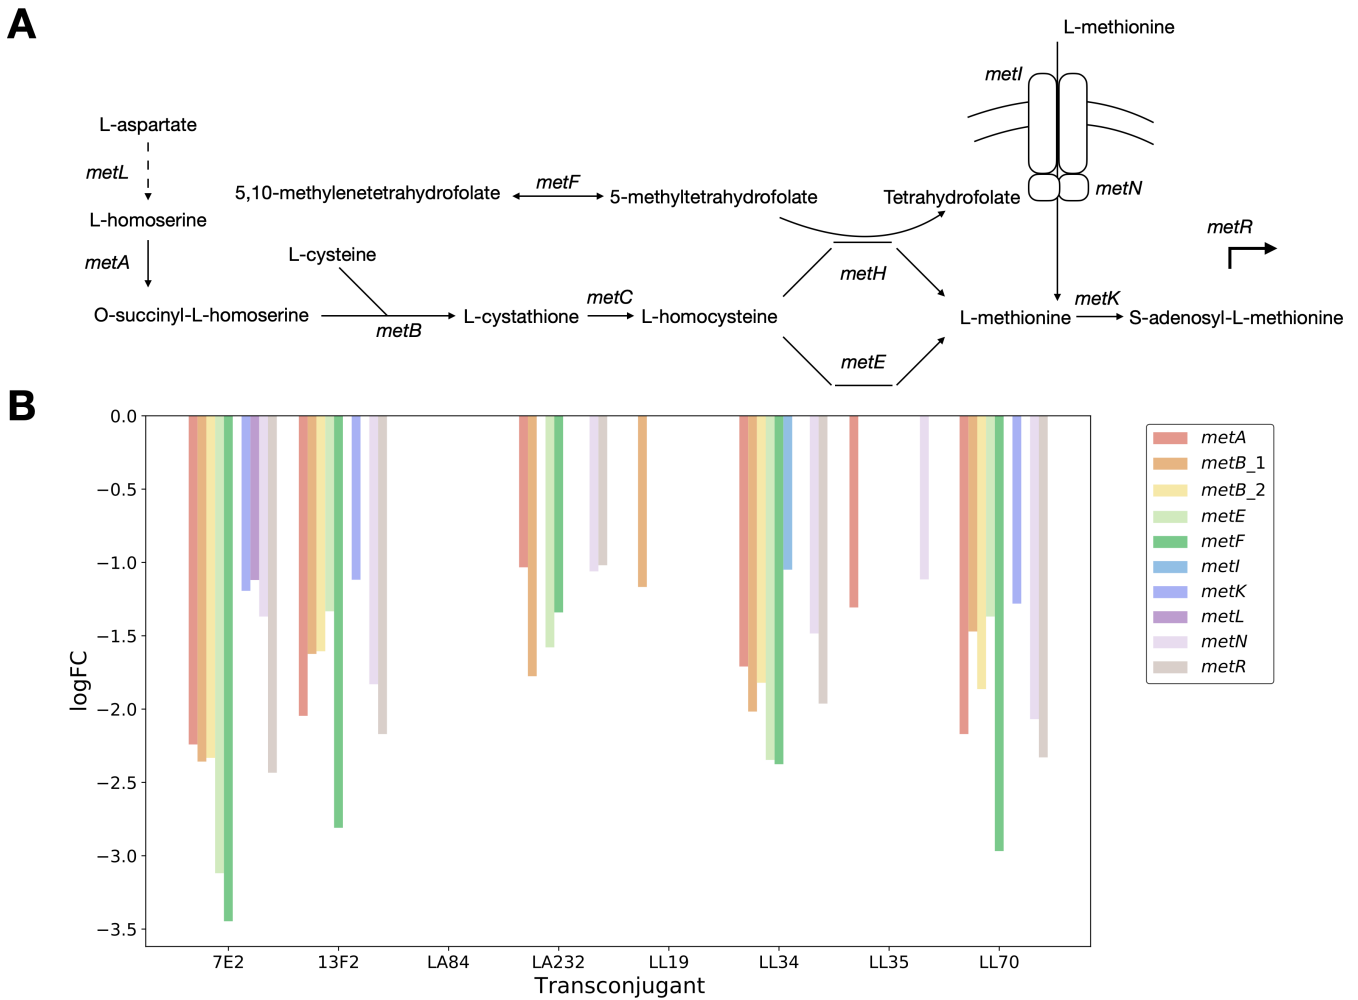 A
L-methionine
metI
L-aspartate
metL
5,10-methylenetetrahydrofolate
metF
5-methyltetrahydrofolate
Tetrahydrofolate
metN
L-homoserine
metR
L-cysteine
metA
metH
metC
metK
O-succinyl-L-homoserine
metB
L-cystathione
L-homocysteine
L-methionine
S-adenosyl-L-methionine
metE
B
0.0
−0.5
−1.0
−1.5
−2.0
−2.5
−3.0
−3.5
logFC
7E2
13F2
LA84
LA232
LL19
LL34
LL35
LL70
Transconjugant
metA
metB_1
metB_2
metE
metF
metI
metK
metL
metN
metR